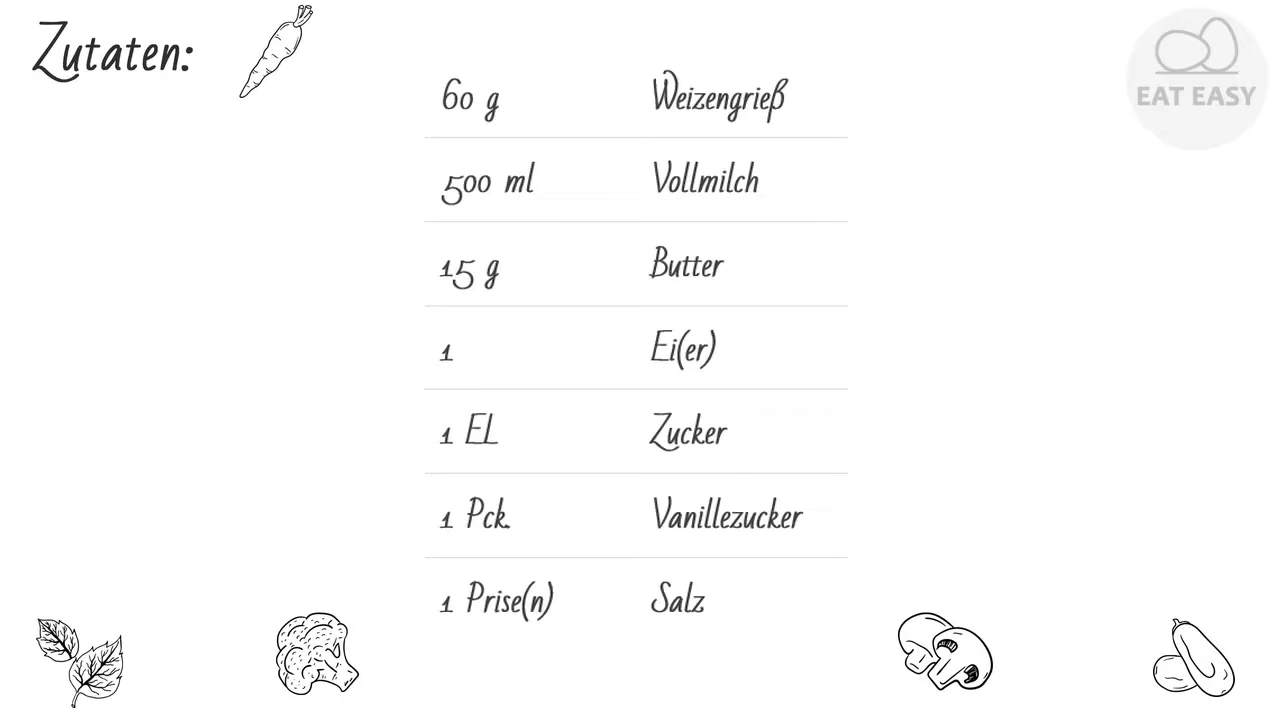 Zutaten:
EAT EASY
60 g Weizengrieß
500 ml Vollmilch
15 g Butter
1 Ei(er)
1 EL Zucker
1 Pck. Vanillezucker
1 Prise(n) Salz